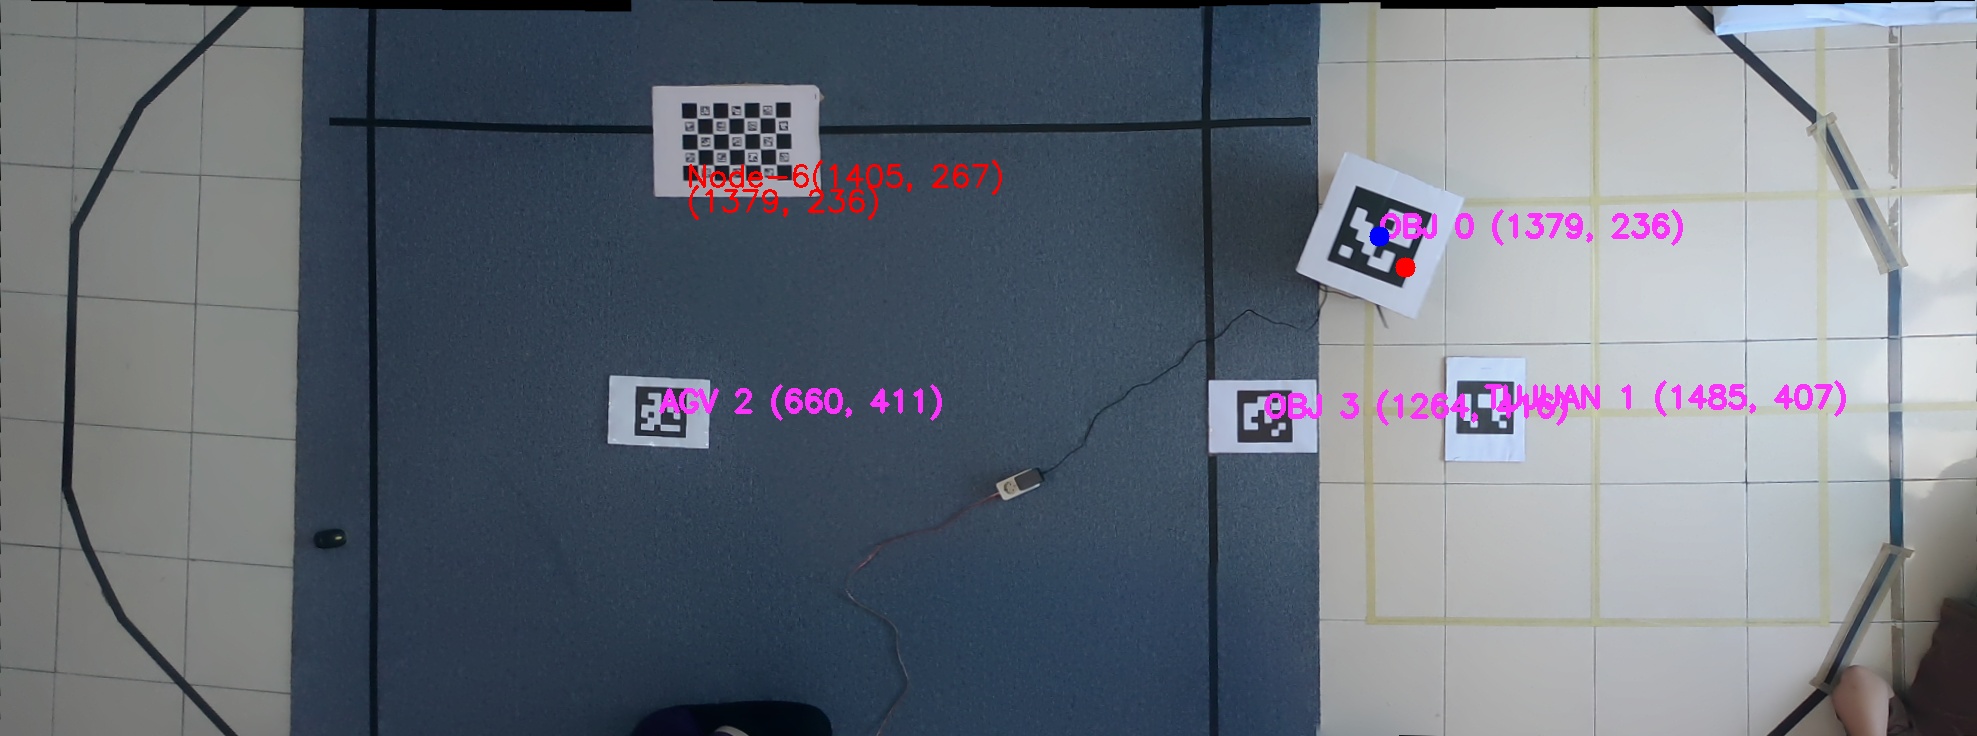 Node-6(1405, 267)
(1379, 236)
OBJ 0 (1379, 236)
AGV 2 (660, 411)
OBJ 3 (1264, 416)
TUJUAN 1 (1485, 407)